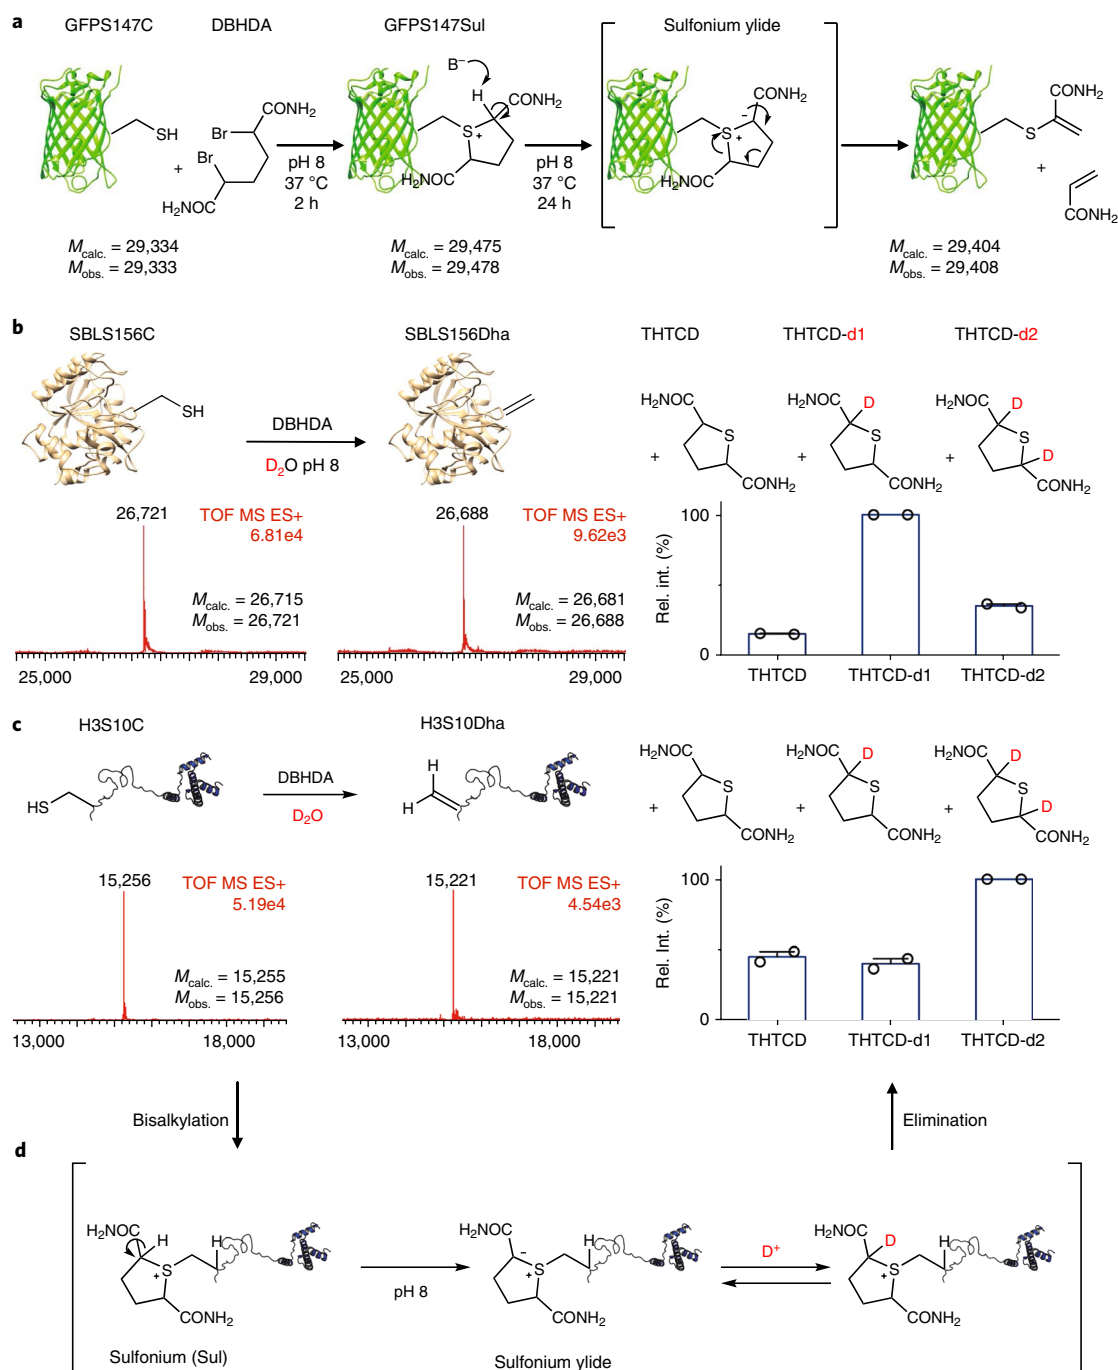 a
GFPS147C
DBHDA
GFPS147Sul
Sulfonium ylide
B−
H
CONH2
SH
+
Br
Br
H2NOC
pH 8
37 °C
2 h
S
+
CONH2
H2NOC
pH 8
37 °C
24 h
S
+
−
CONH2
H2NOC
CONH2
S
+
CONH2
Mcalc. = 29,334
Mobs. = 29,333
Mcalc. = 29,475
Mobs. = 29,478
Mcalc. = 29,404
Mobs. = 29,408
b
SBLS156C
SBLS156Dha
THTCD
THTCD-d1
THTCD-d2
SH
DBHDA
D2O pH 8
+
H2NOC
S
CONH2
+
H2NOC
D
S
CONH2
+
H2NOC
D
S
D
CONH2
26,721
TOF MS ES+
6.81e4
Mcalc. = 26,715
Mobs. = 26,721
25,000
29,000
26,688
TOF MS ES+
9.62e3
Mcalc. = 26,681
Mobs. = 26,688
25,000
29,000
Rel. int. (%)
100
0
THTCD
THTCD-d1
THTCD-d2
c
H3S10C
H3S10Dha
HS
DBHDA
D2O
H
H
+
H2NOC
S
CONH2
+
H2NOC
D
S
CONH2
+
H2NOC
D
S
D
CONH2
15,256
TOF MS ES+
5.19e4
Mcalc. = 15,255
Mobs. = 15,256
13,000
18,000
15,221
TOF MS ES+
4.54e3
Mcalc. = 15,221
Mobs. = 15,221
13,000
18,000
Rel. Int. (%)
100
0
THTCD
THTCD-d1
THTCD-d2
Bisalkylation
Elimination
d
H2NOC
H
S
+
H
CONH2
Sulfonium (Sul)
pH 8
H2NOC
−
S
+
H
CONH2
Sulfonium ylide
D+
H2NOC
D
S
+
H
CONH2